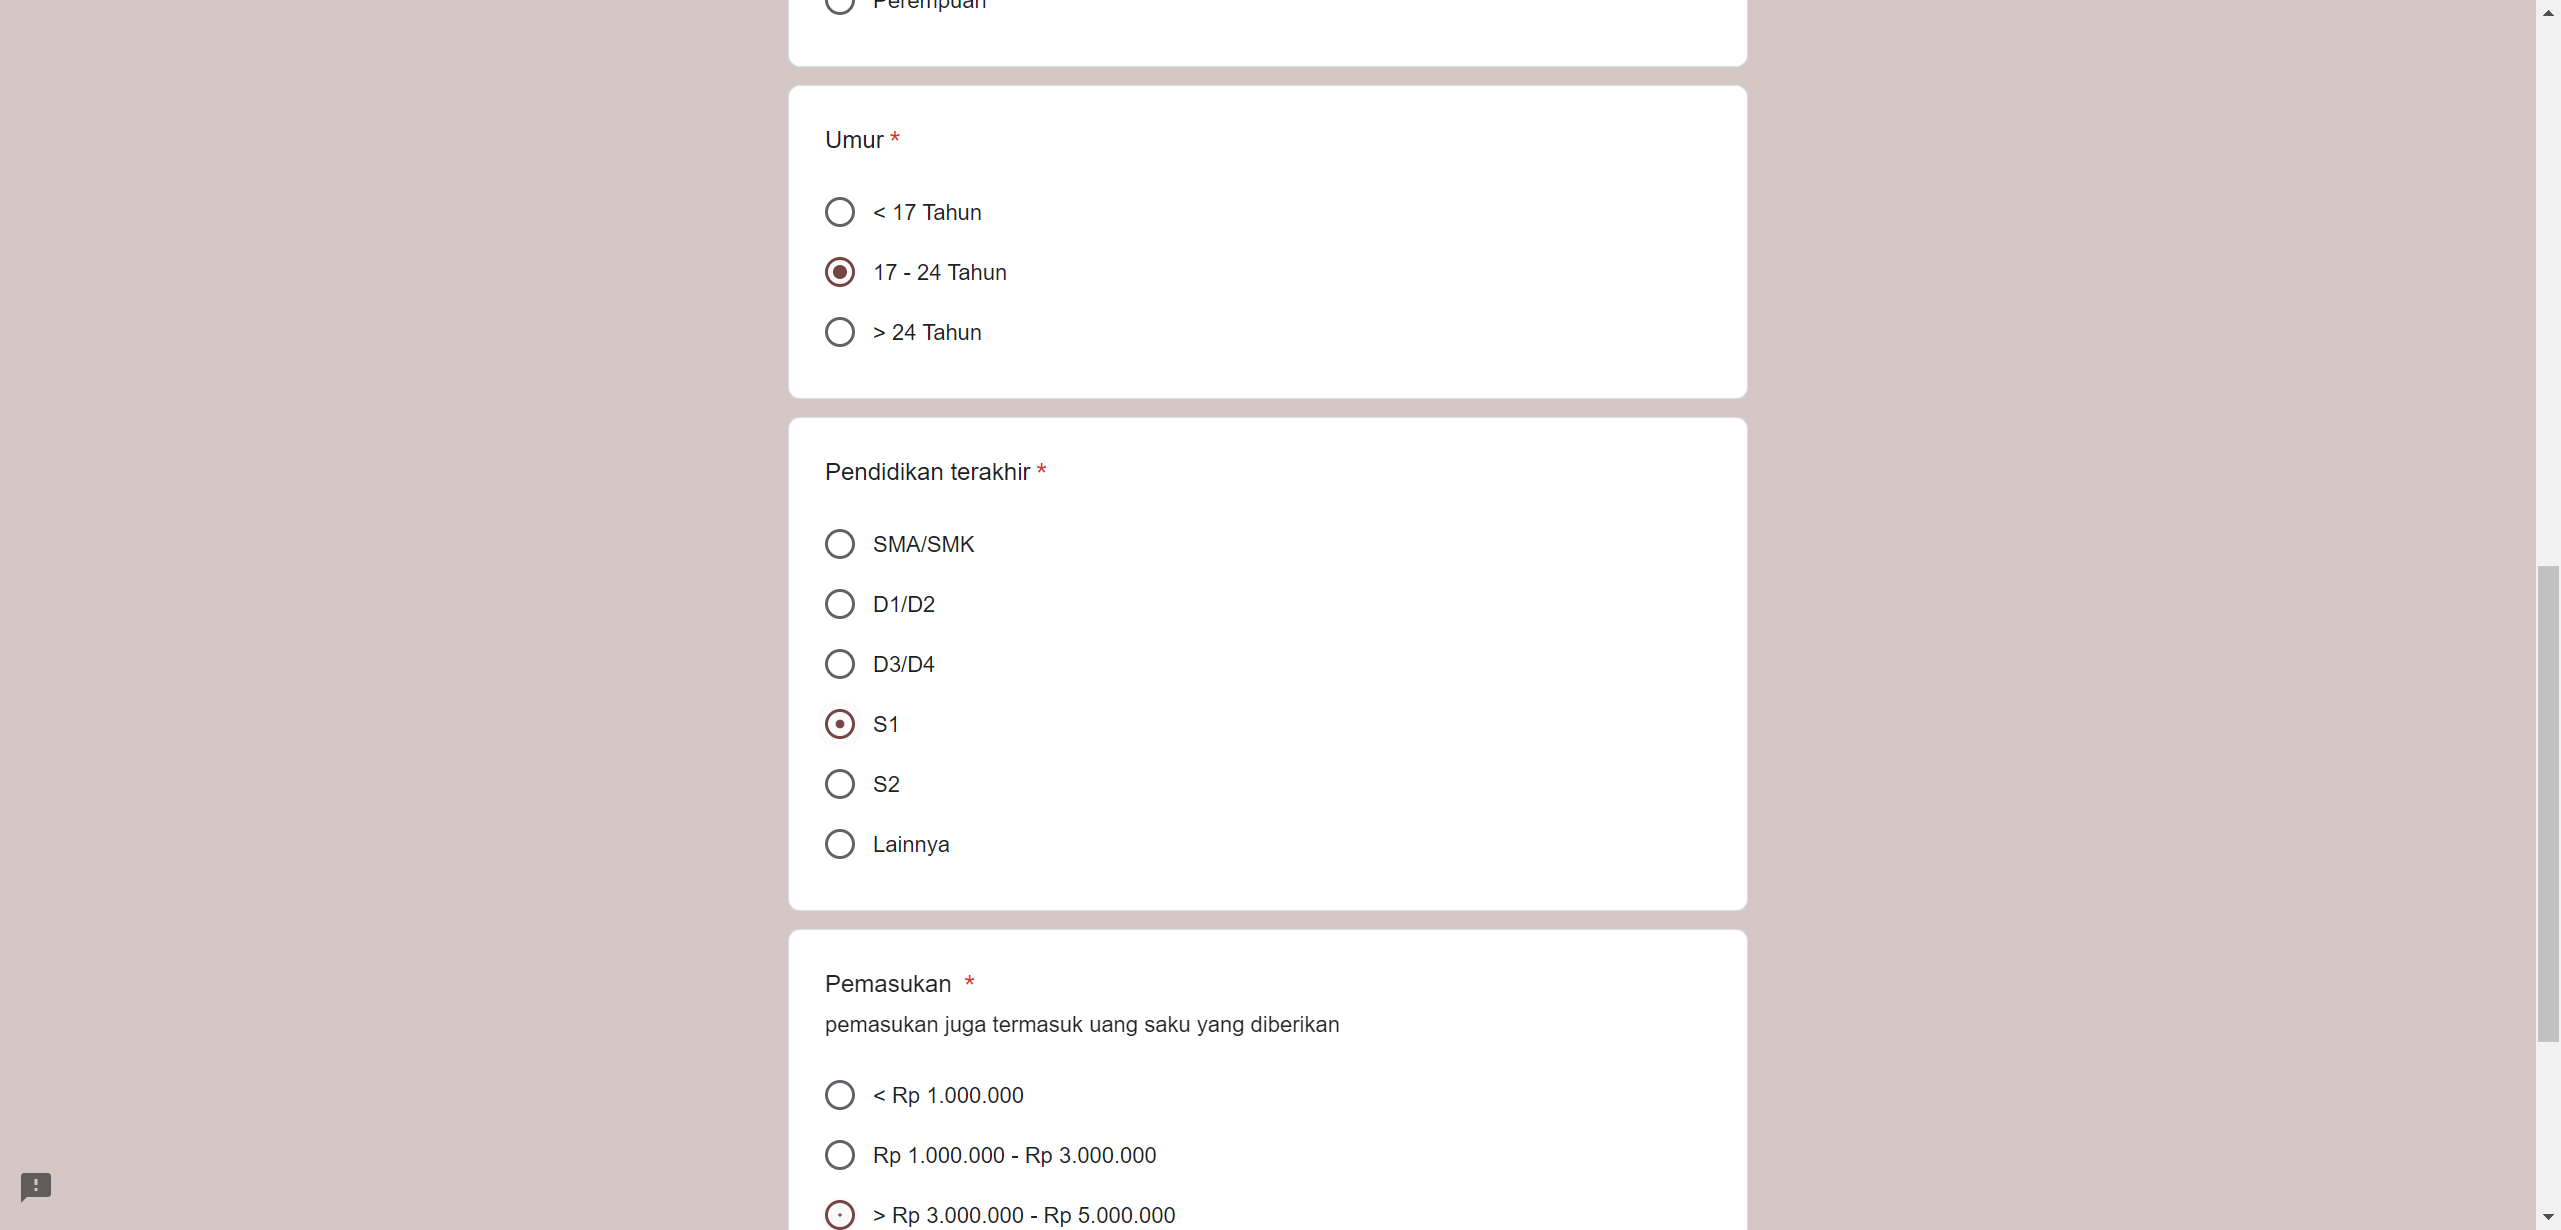 Perempuan
Umur *
< 17 Tahun
17 - 24 Tahun
> 24 Tahun
Pendidikan terakhir *
SMA/SMK
D1/D2
D3/D4
S1
S2
Lainnya
Pemasukan *
pemasukan juga termasuk uang saku yang diberikan
< Rp 1.000.000
Rp 1.000.000 - Rp 3.000.000
> Rp 3.000.000 - Rp 5.000.000